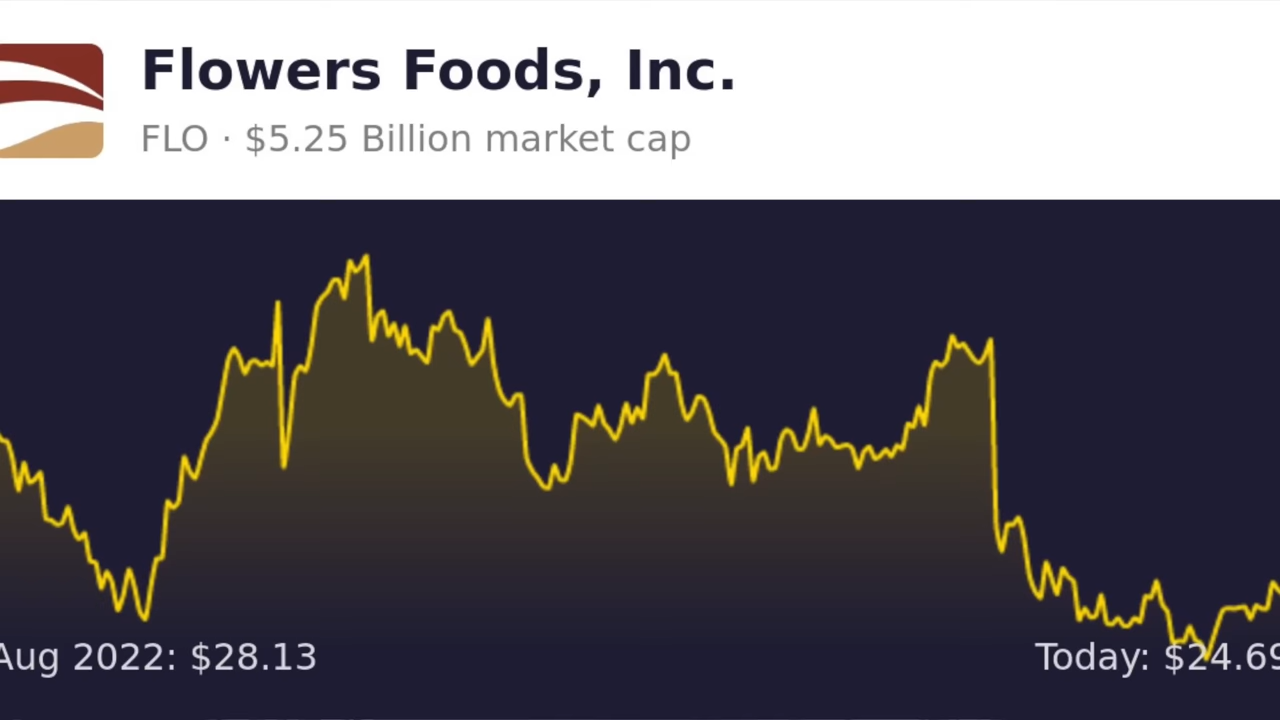 Flowers Foods, Inc.
FLO · $5.25 Billion market cap
Aug 2022: $28.13
Today: $24.69